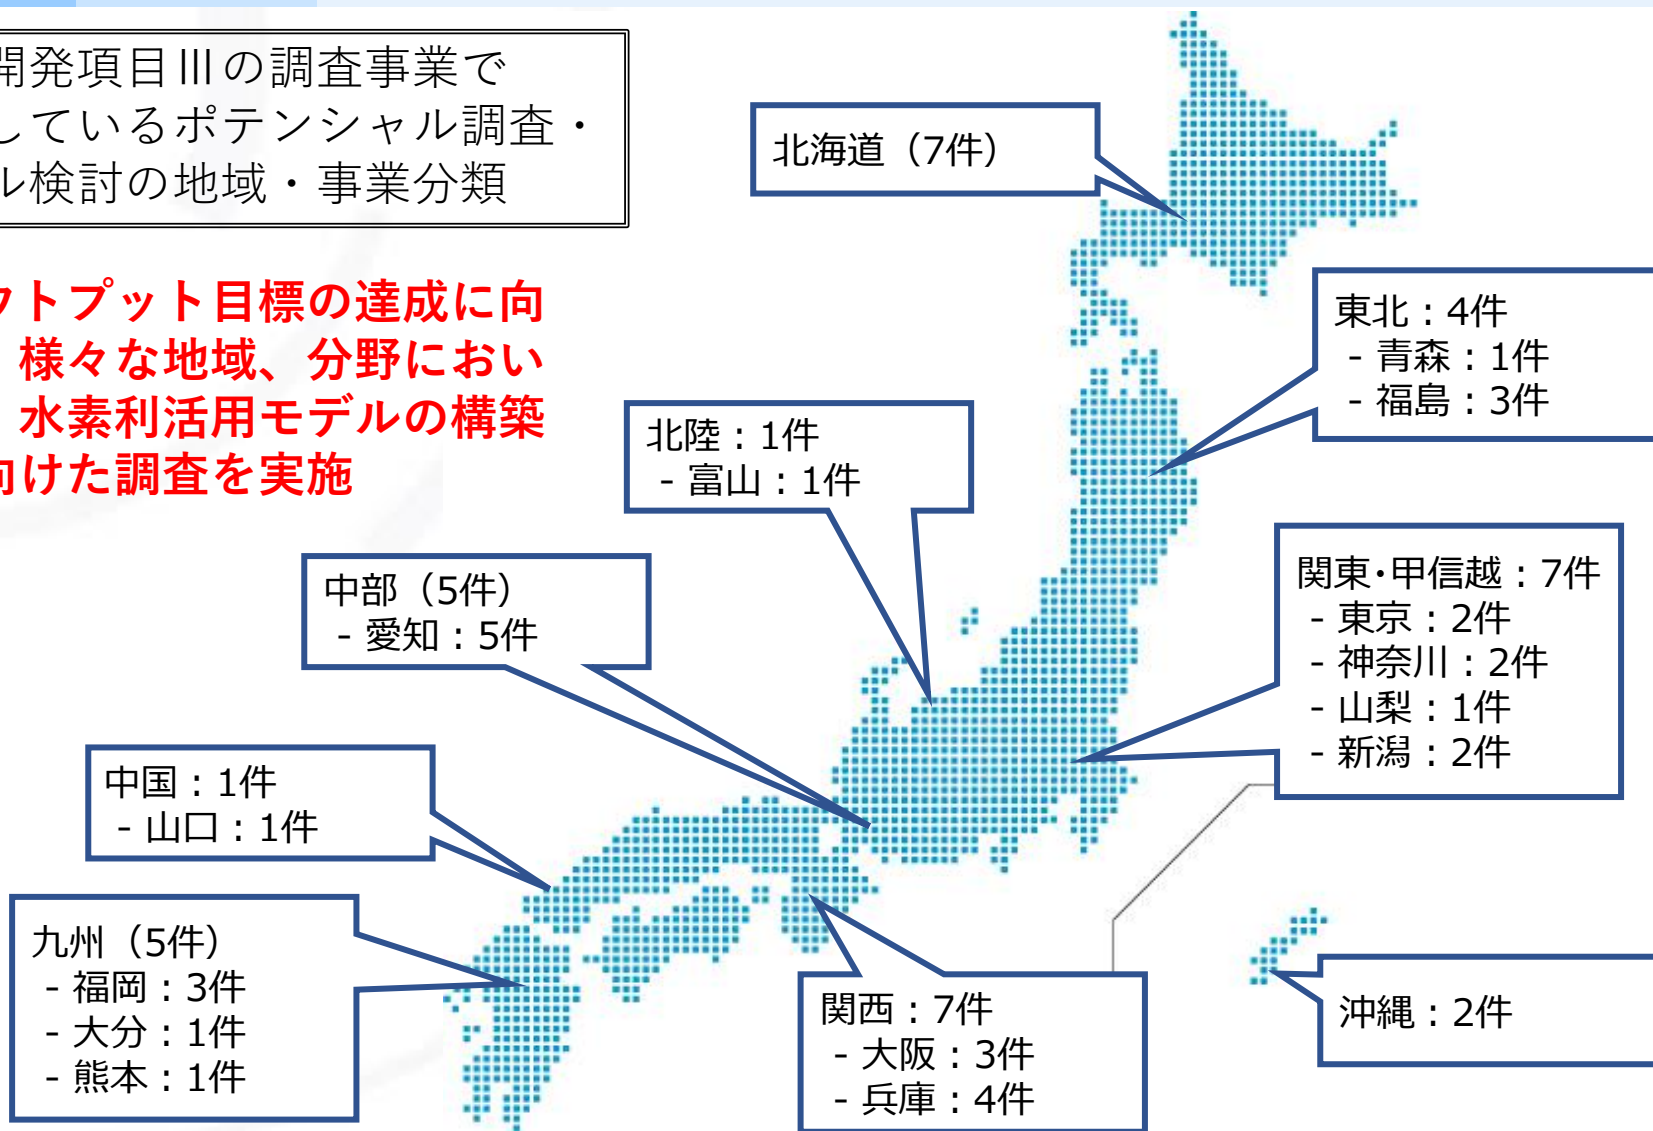 開発項目Ⅲの調査事業で
しているポテンシャル調査・
ル検討の地域・事業分類
ウトプット目標の達成に向
様々な地域、分野におい
水素利活用モデルの構築
向けた調査を実施
北海道（7件）
東北：4件
- 青森：1件
- 福島：3件
北陸：1件
- 富山：1件
関東･甲信越：7件
- 東京：2件
- 神奈川：2件
- 山梨：1件
- 新潟：2件
中部（5件）
- 愛知：5件
中国：1件
- 山口：1件
九州（5件）
- 福岡：3件
- 大分：1件
- 熊本：1件
関西：7件
- 大阪：3件
- 兵庫：4件
沖縄：2件